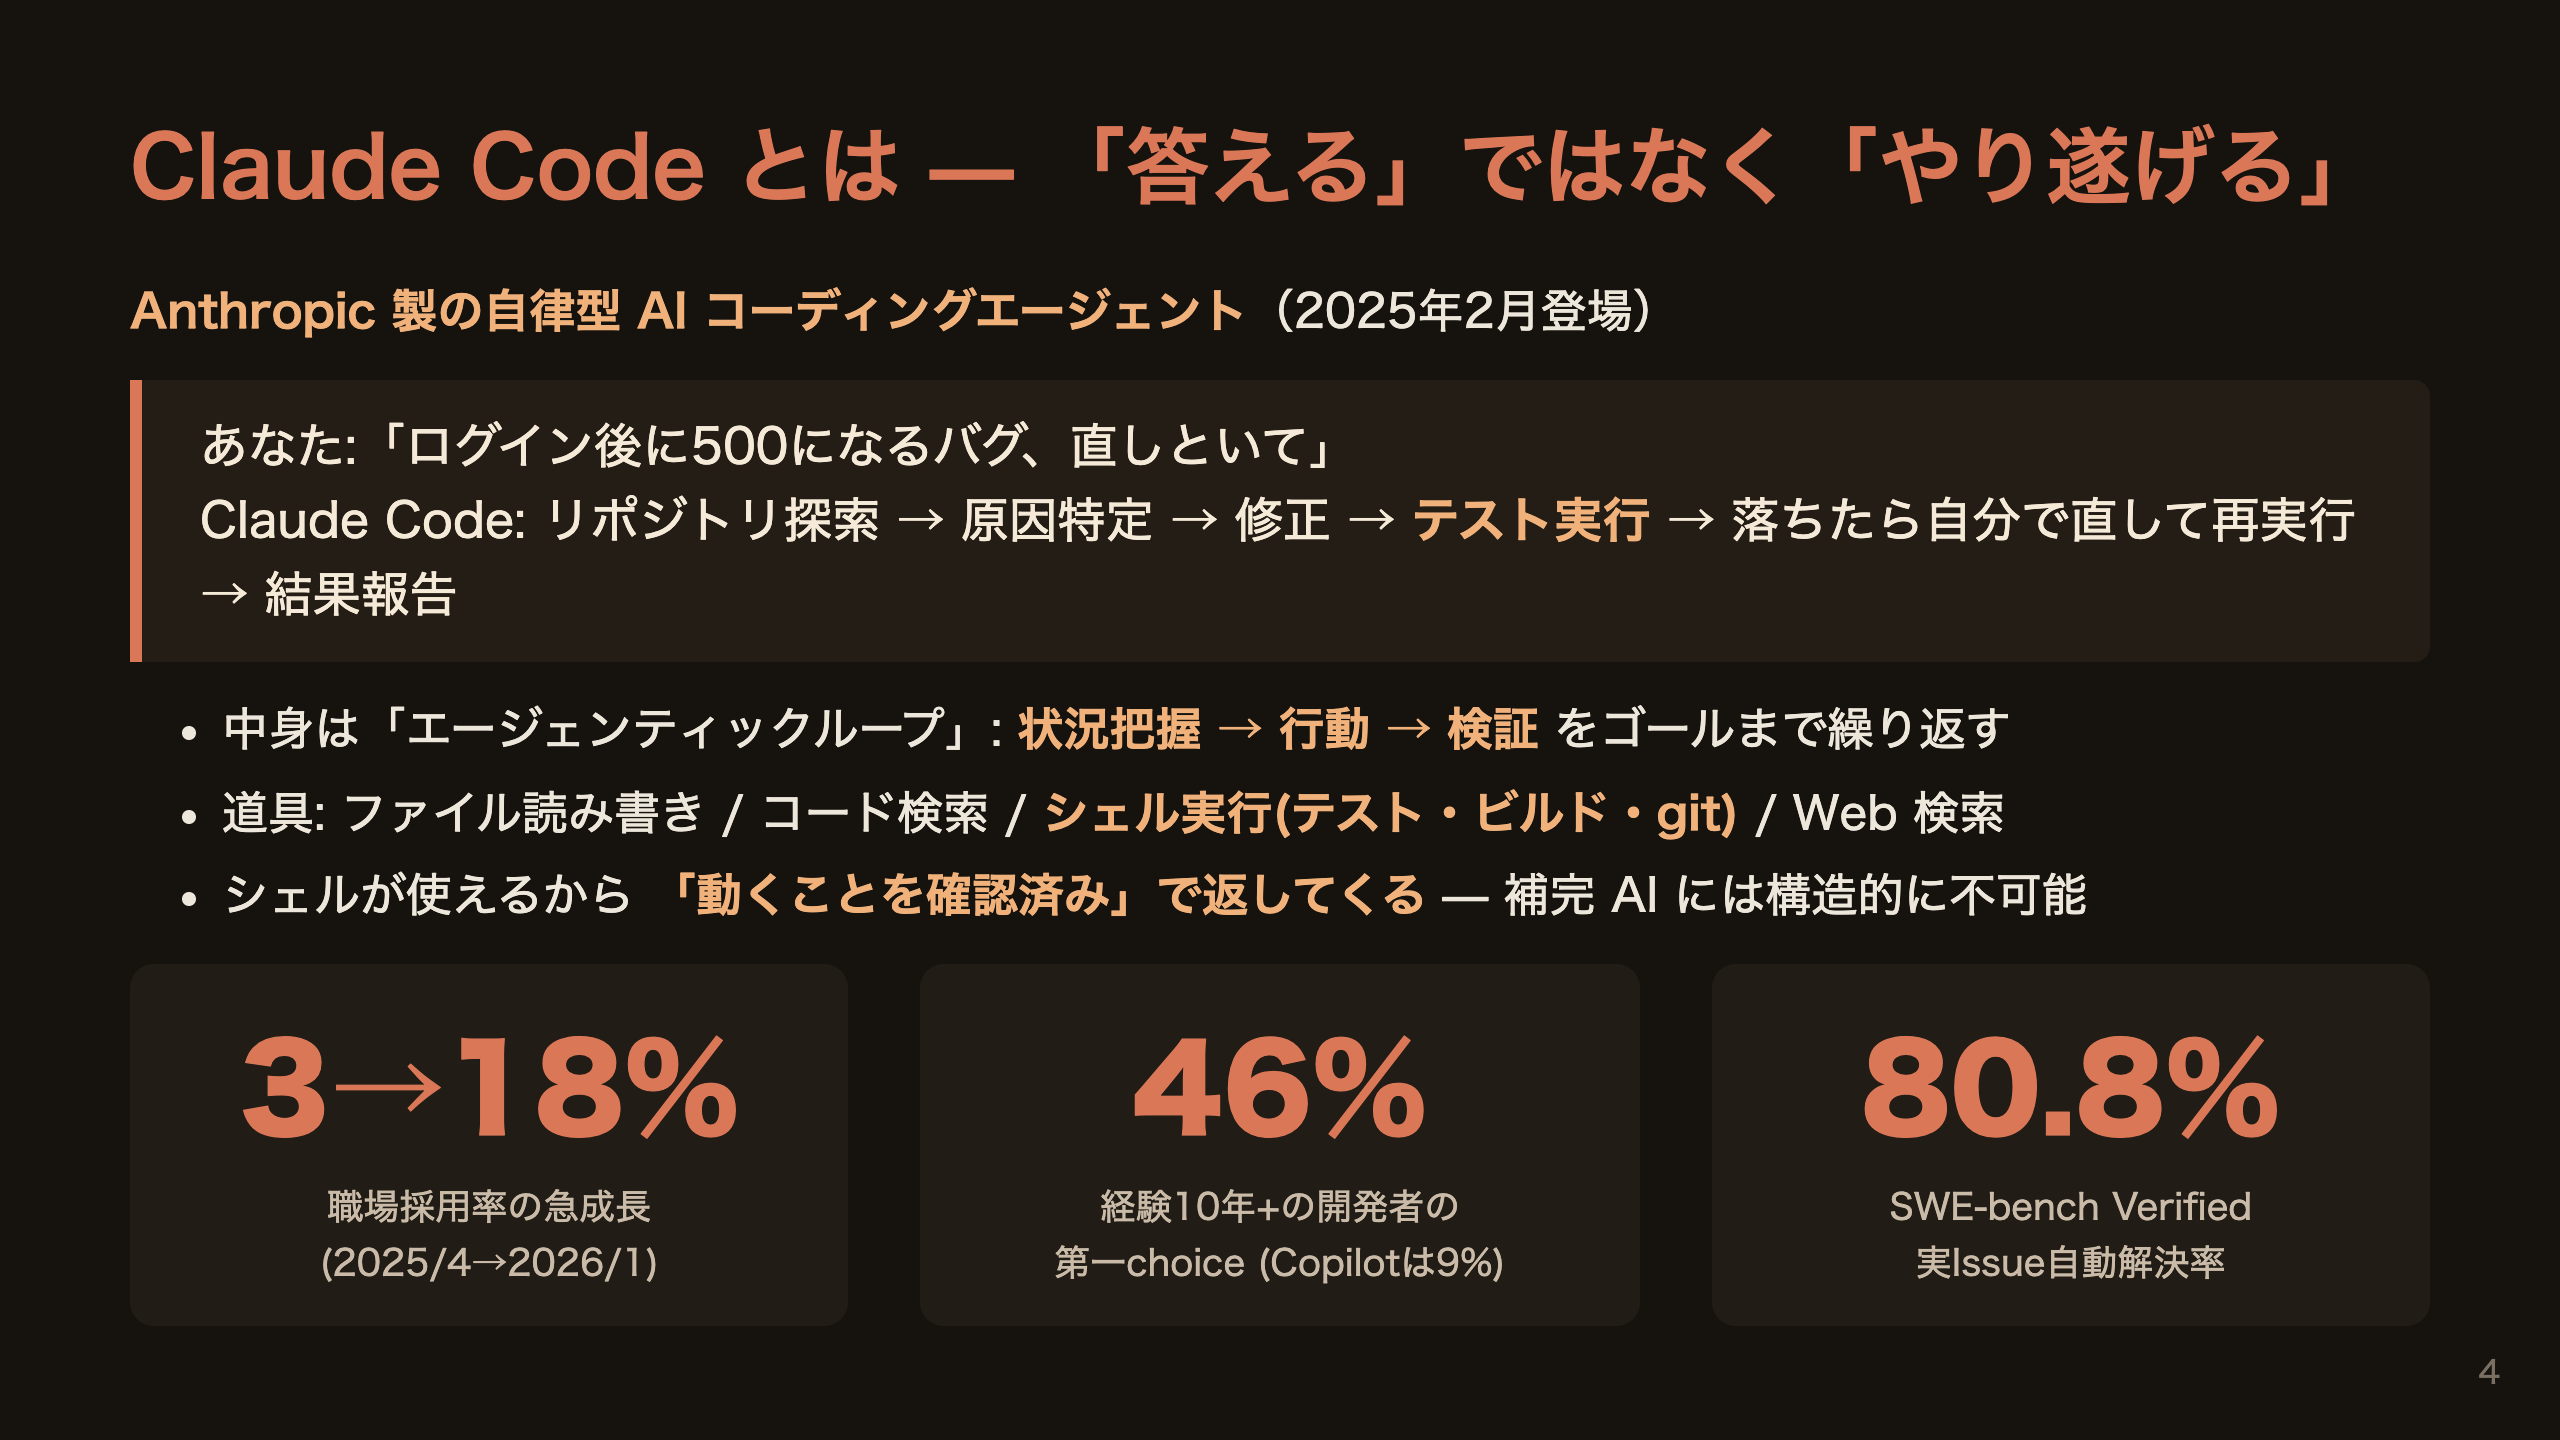 Claude Code とは — 「答える」ではなく「やり遂げる」
Anthropic 製の自律型 AI コーディングエージェント（2025年2月登場）
あなた:「ログイン後に500になるバグ、直しといて」
Claude Code: リポジトリ探索 → 原因特定 → 修正 → テスト実行 → 落ちたら自分で直して再実行
→ 結果報告
• 中身は「エージェンティックループ」: 状況把握 → 行動 → 検証 をゴールまで繰り返す
• 道具: ファイル読み書き / コード検索 / シェル実行(テスト・ビルド・git) / Web 検索
• シェルが使えるから 「動くことを確認済み」で返してくる — 補完 AI には構造的に不可能
3→18%
職場採用率の急成長
(2025/4→2026/1)
46%
経験10年+の開発者の
第一choice (Copilotは9%)
80.8%
SWE-bench Verified
実Issue自動解決率
4